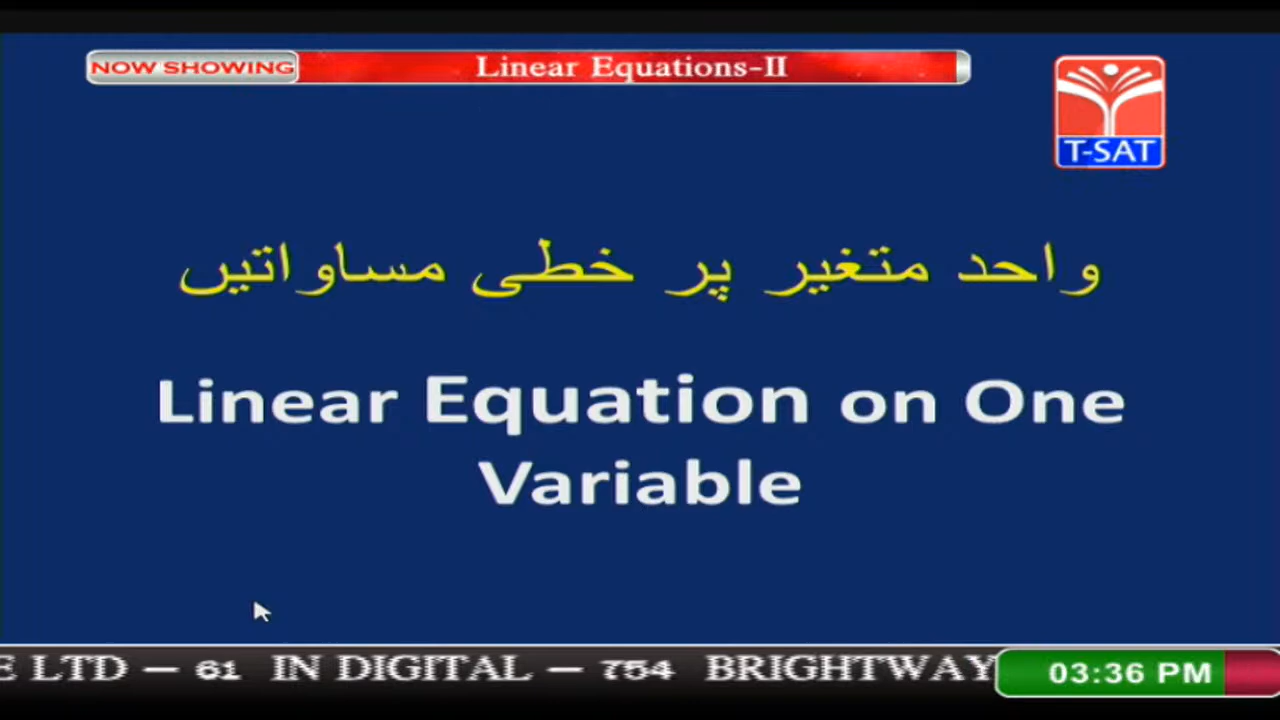 NOW SHOWING Linear Equations-II
T-SAT
واحد متغیر پر خطی مساواتیں
Linear Equation on One
Variable
E LTD – 61 IN DIGITAL – 754 BRIGHTWAY
03:36 PM